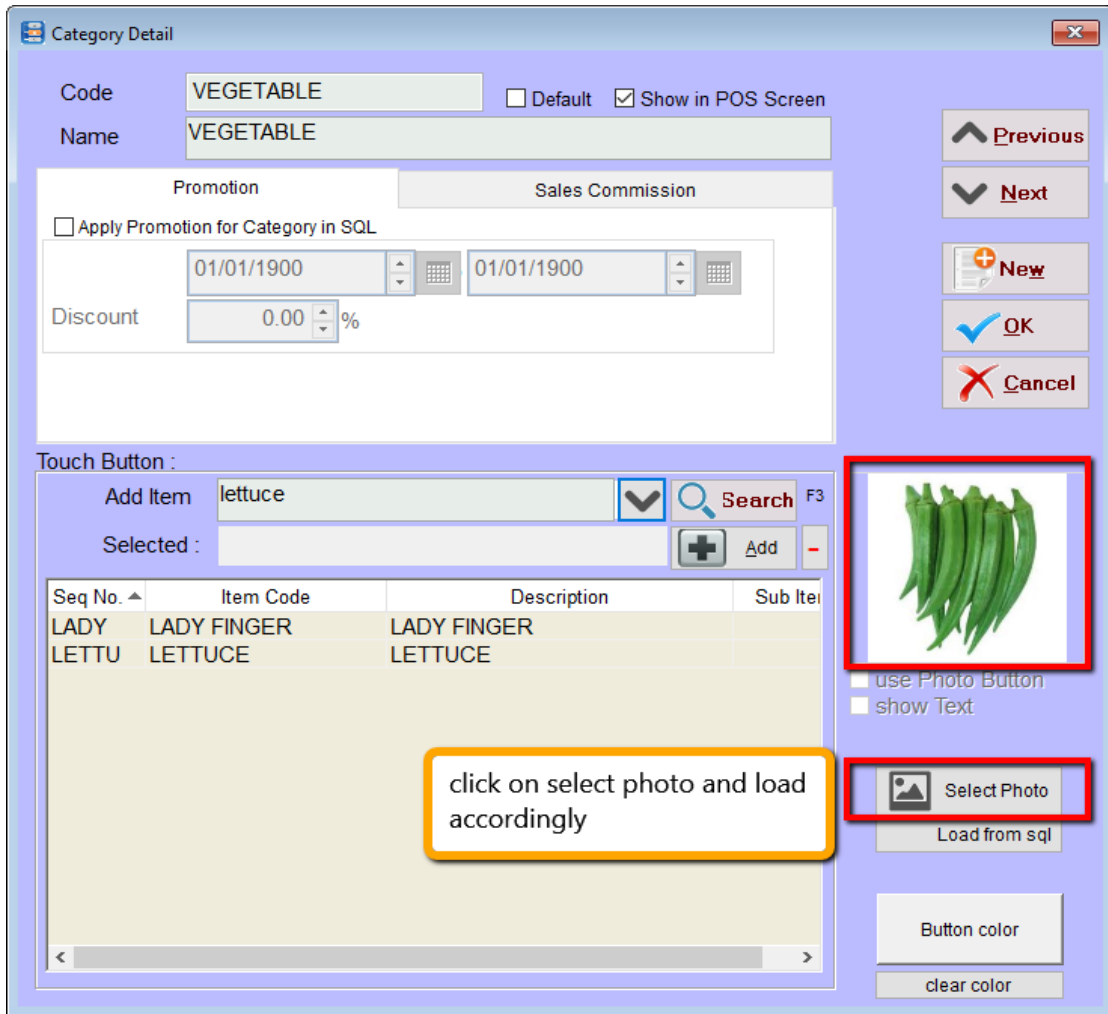 Category Detail
Code VEGETABLE Default Show in POS Screen
Name VEGETABLE
Previous
Next
New
OK
Cancel
Promotion Sales Commission
Apply Promotion for Category in SQL
01/01/1900 01/01/1900
Discount 0.00 %
Touch Button :
Add Item lettuce Search F3
Selected : Add -
Seq No. Item Code Description Sub Iter
LADY LADY FINGER LADY FINGER
LETTU LETTUCE LETTUCE
use Photo Button
show Text
click on select photo and load
accordingly
Select Photo
Load from sql
Button color
clear color